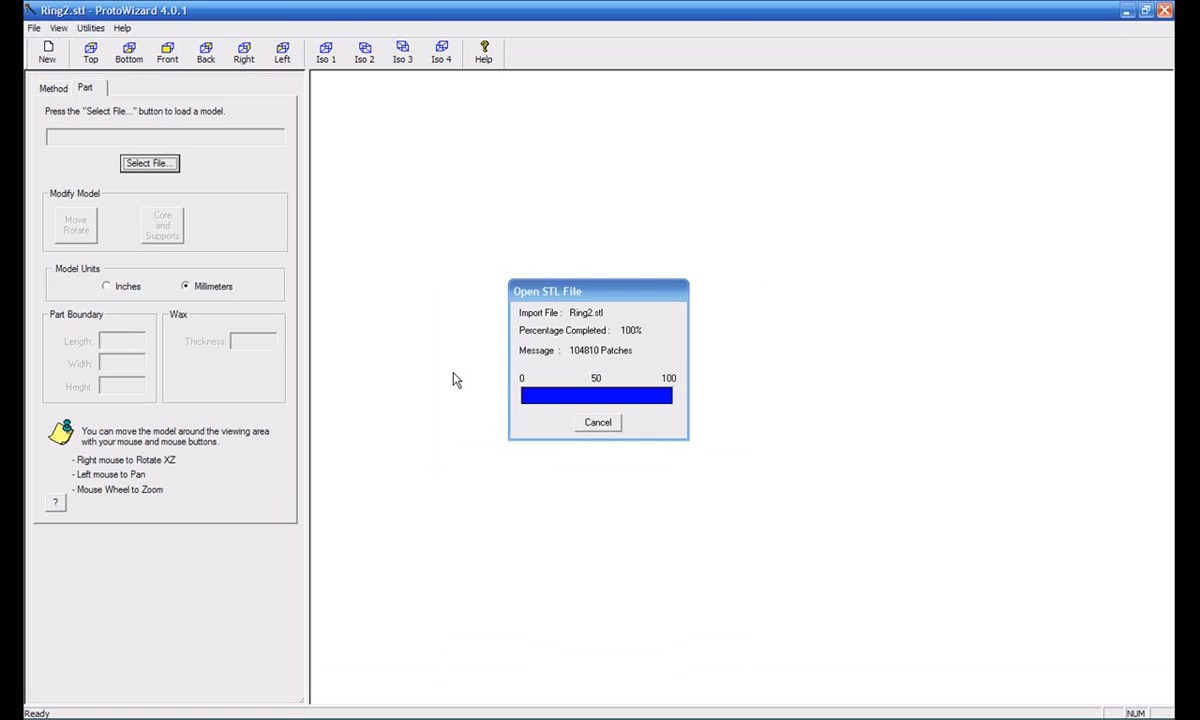 Ring2.stl - ProtoWizard 4.0.1
File View Utilities Help
New Top Bottom Front Back Right Left Iso 1 Iso 2 Iso 3 Iso 4 Help
Method Part
Press the "Select File..." button to load a model.
Select File...
Modify Model
Move
Rotate
Core
and
Supports
Model Units
Inches Millimeters
Part Boundary
Length:
Width:
Height:
Wax
Thickness:
You can move the model around the viewing area
with your mouse and mouse buttons.
- Right mouse to Rotate XZ
- Left mouse to Pan
- Mouse Wheel to Zoom
?
Open STL File
Import File : Ring2.stl
Percentage Completed : 100%
Message : 104810 Patches
0 50 100
Cancel
Ready NUM